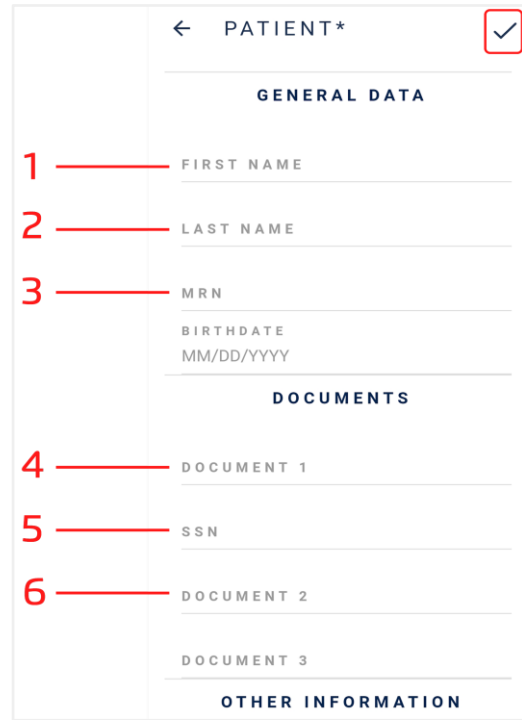 PATIENT*
GENERAL DATA
1 FIRST NAME
2 LAST NAME
3 MRN
BIRTHDATE
MM/DD/YYYY
DOCUMENTS
4 DOCUMENT 1
5 SSN
6 DOCUMENT 2
DOCUMENT 3
OTHER INFORMATION